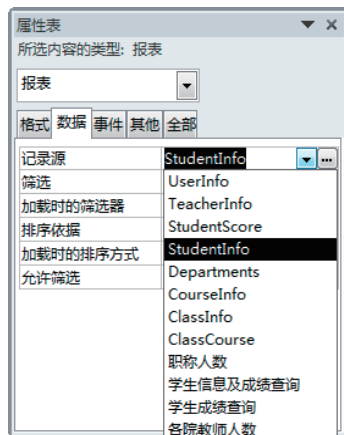 属性表
所选内容的类型: 报表
报表
格式 数据 事件 其他 全部
记录源 StudentInfo
筛选 UserInfo
加载时的筛选器 TeacherInfo
排序依据 StudentScore
加载时的排序方式 StudentInfo
允许筛选 Departments
CourseInfo
ClassInfo
ClassCourse
职称人数
学生信息及成绩查询
学生成绩查询
各院教师人数